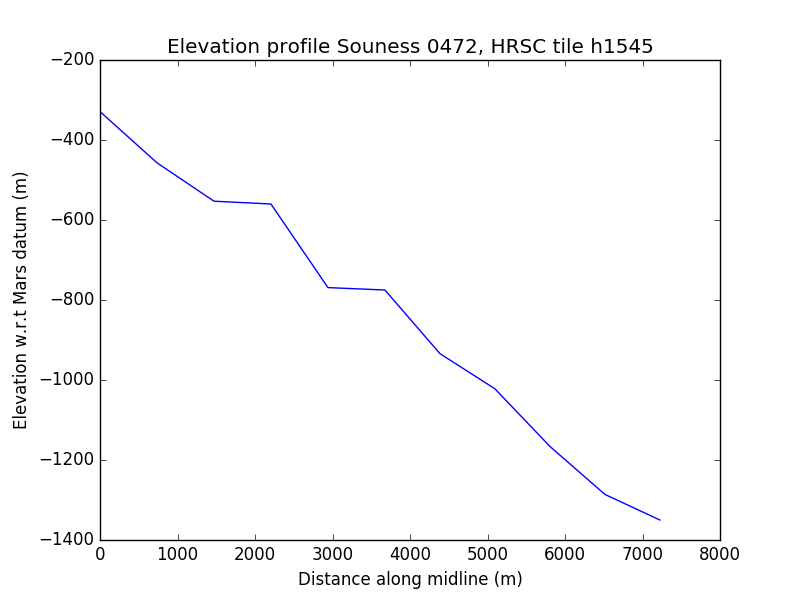 Elevation profile Souness 0472, HRSC tile h1545
−200
−400
−600
−800
−1000
−1200
−1400
Elevation w.r.t Mars datum (m)
0 1000 2000 3000 4000 5000 6000 7000 8000
Distance along midline (m)